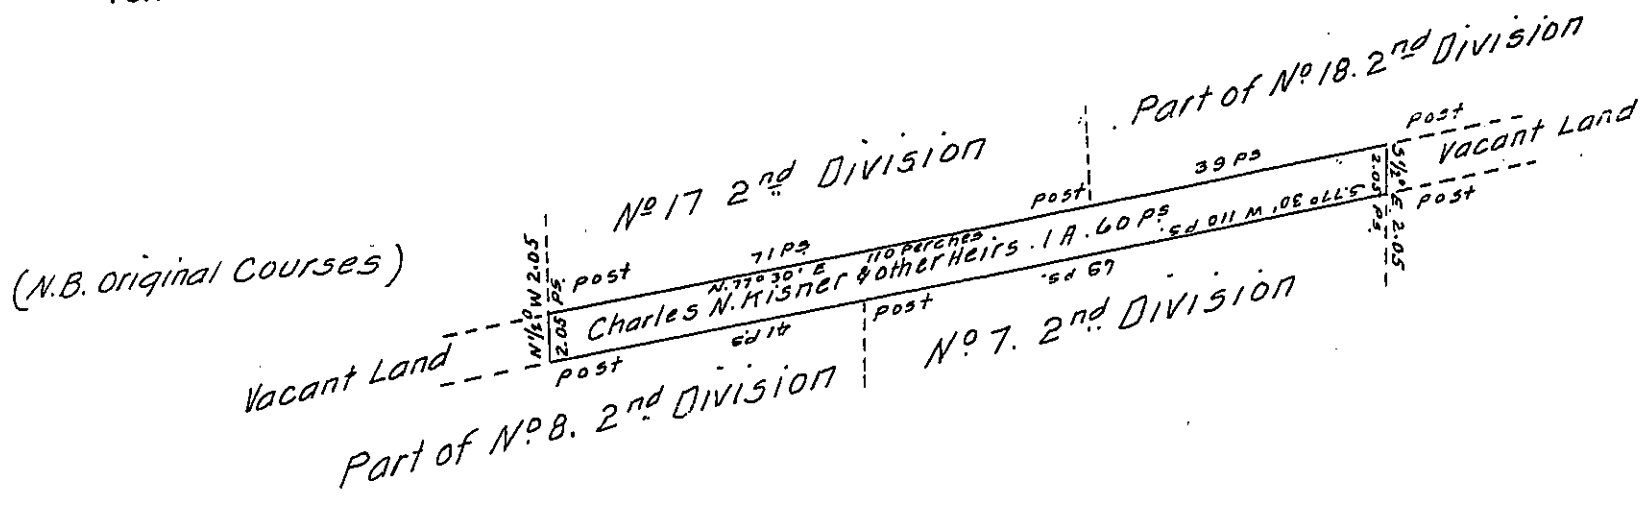 Part of Nº 18. 2nd Division
Post
Vacant Land
Post
Nº 17 2nd Division
Post
39 PS
S 1/2° E 2.05
2.05 PS.
(N.B. Original Courses)
N 1/2° W 2.05
2.05 PS.
Post
71 PS
N. 77° 30' E 110 Perches.
Charles N. Kisner & other Heirs. 1 A. 60 PS.
S. 77° 30' W 110 PS.
69 PS.
41 PS
Post
Post
Vacant Land
Nº 7. 2nd Division
Part of Nº 8. 2nd Division